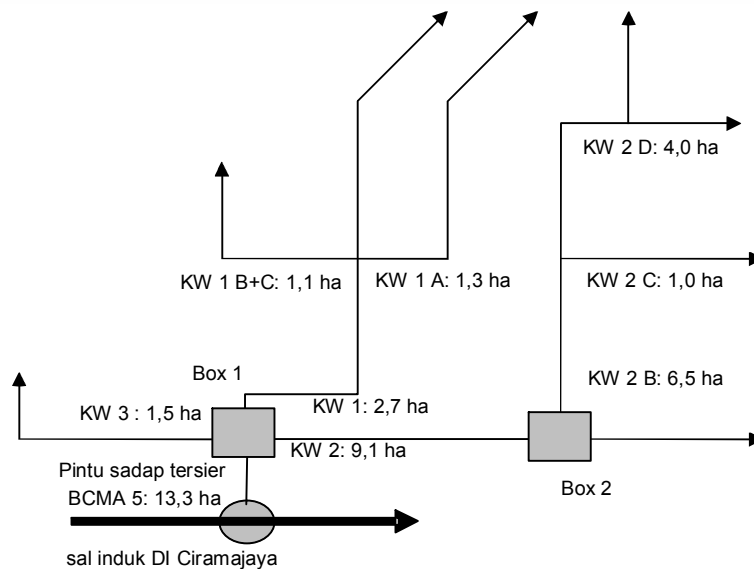 KW 2 D: 4,0 ha
KW 1 B+C: 1,1 ha
KW 1 A: 1,3 ha
KW 2 C: 1,0 ha
Box 1
KW 2 B: 6,5 ha
KW 3 : 1,5 ha
KW 1: 2,7 ha
KW 2: 9,1 ha
Pintu sadap tersier
BCMA 5: 13,3 ha
Box 2
sal induk DI Ciramajaya